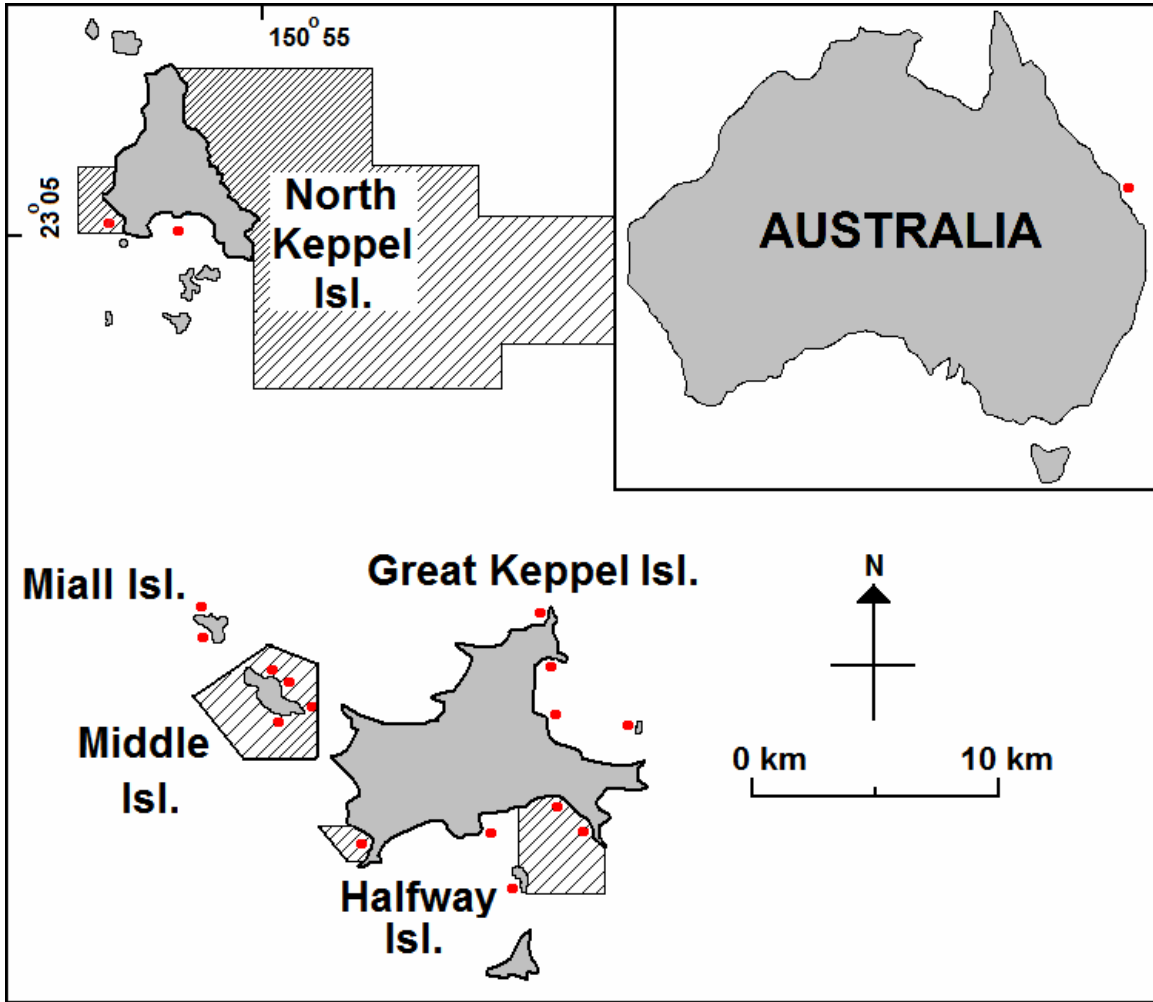 150° 55
23° 05
North
Keppel
Isl.
AUSTRALIA
Miall Isl.
Great Keppel Isl.
N
Middle
Isl.
0 km 10 km
Halfway
Isl.